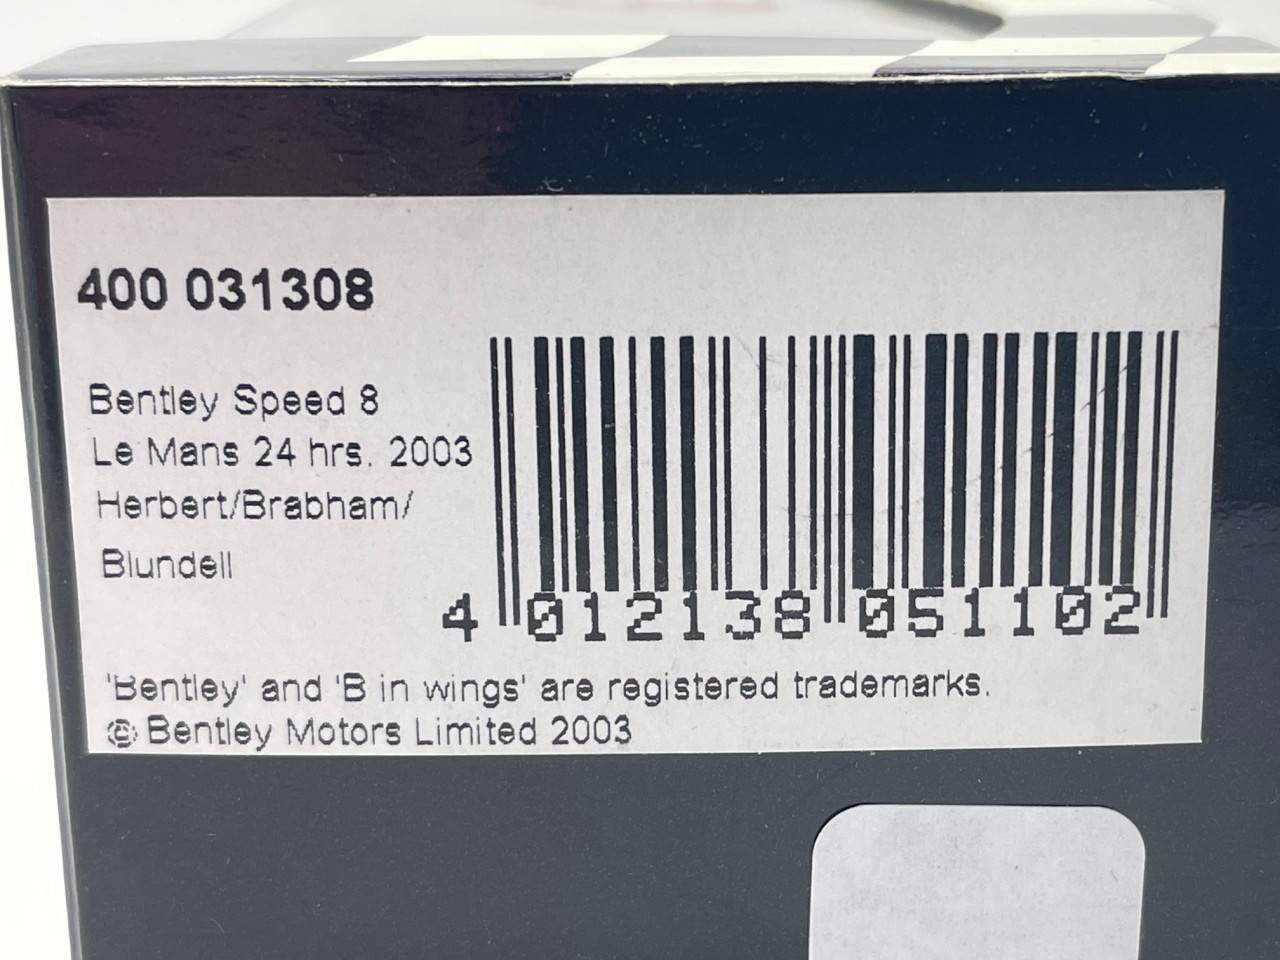 400 031308
Bentley Speed 8
Le Mans 24 hrs. 2003
Herbert/Brabham/
Blundell
4 012138 051102
'Bentley' and 'B in wings' are registered trademarks.
© Bentley Motors Limited 2003